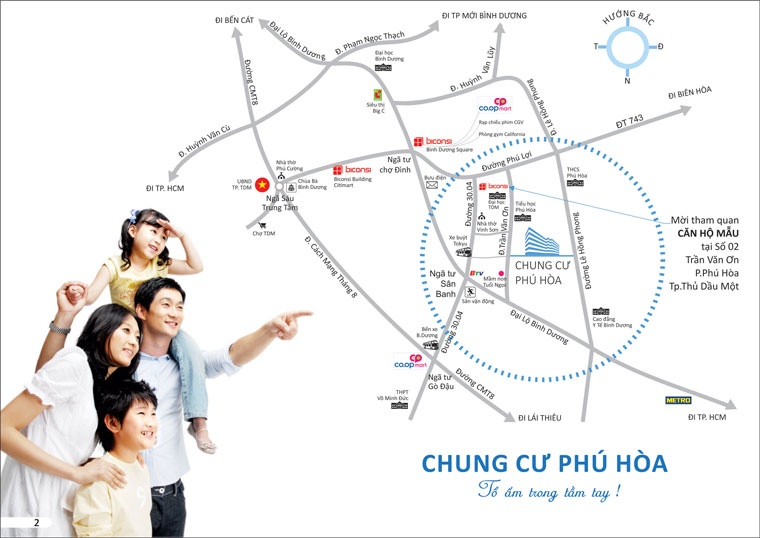 ĐI BẾN CÁT
Đại Lộ Bình Dương
Đ. Phạm Ngọc Thạch
ĐI TP MỚI BÌNH DƯƠNG
HƯỚNG BẮC
T
Đ
N
Đại học
Bình Dương
Đ. Huỳnh Văn Lũy
Đường CMT8
Siêu thị
Big C
co.opmart
Rạp chiếu phim CGV
Phòng gym California
Đ. Lê Hồng Phong
ĐI BIÊN HÒA
ĐT 743
Đ. Huỳnh Văn Cù
BICONSI
Bình Dương Square
Đường Phú Lợi
Nhà thờ
Phú Cường
Ngã tư
chợ Đình
BICONSI
Biconsi Building
Citimart
THCS
Phú Hòa
UBND
TP. TDM
Chùa Bà
Bình Dương
Bưu điện
BICONSI
ĐI TP. HCM
Ngã Sáu
Trung Tâm
Đường 30.04
Đại học
TDM
Tiểu học
Phú Hòa
Đ.Trần Văn Ơn
Mời tham quan
CĂN HỘ MẪU
tại Số 02
Trần Văn Ơn
P.Phú Hòa
Tp.Thủ Dầu Một
Chợ TDM
Nhà thờ
Vinh Sơn
Xe buýt
Tokyu
CHUNG CƯ
PHÚ HÒA
Đường Lê Hồng Phong
Đ. Cách Mạng Tháng 8
Ngã tư
Sân
Banh
BTV
Mầm non
Tuổi Ngọc
Sân vận động
Đại Lộ Bình Dương
Cao đẳng
Y Tế Bình Dương
Bến xe
B.Dương
Đường 30.04
co.opmart
Ngã tư
Gò Đậu
Đường CMT8
THPT
Võ Minh Đức
METRO
ĐI LÁI THIÊU
ĐI TP. HCM
CHUNG CƯ PHÚ HÒA
Tổ ấm trong tầm tay !
2